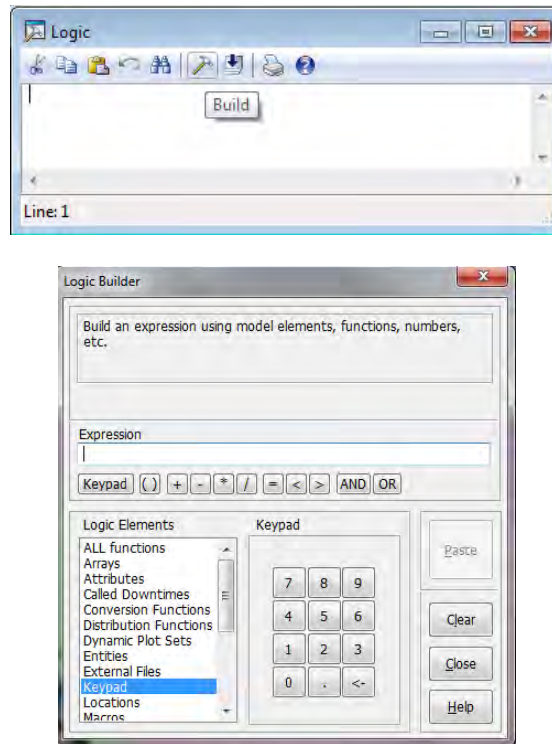 Logic
Build
Line: 1
Logic Builder
Build an expression using model elements, functions, numbers,
etc.
Expression
Keypad ( ) + - * / = < > AND OR
Logic Elements Keypad
ALL functions
Arrays
Attributes
Called Downtimes
Conversion Functions
Distribution Functions
Dynamic Plot Sets
Entities
External Files
Keypad
Locations
Macros
7 8 9
4 5 6
1 2 3
0 . <-
Paste
Clear
Close
Help